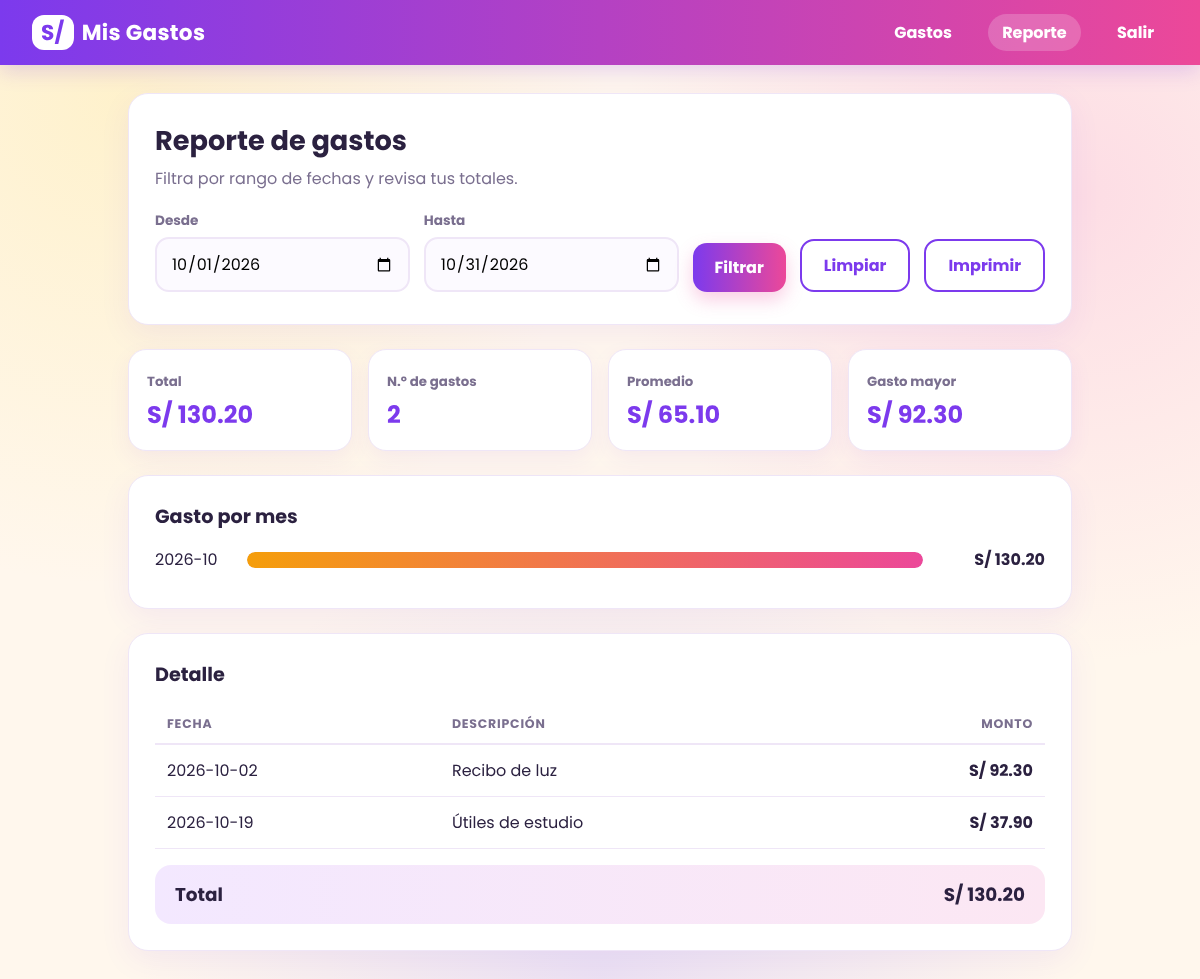 S/ Mis Gastos Gastos Reporte Salir
Reporte de gastos
Filtra por rango de fechas y revisa tus totales.
Desde Hasta
10/01/2026 10/31/2026 Filtrar Limpiar Imprimir
Total N.º de gastos Promedio Gasto mayor
S/ 130.20 2 S/ 65.10 S/ 92.30
Gasto por mes
2026-10 S/ 130.20
Detalle
FECHA DESCRIPCIÓN MONTO
2026-10-02 Recibo de luz S/ 92.30
2026-10-19 Útiles de estudio S/ 37.90
Total S/ 130.20